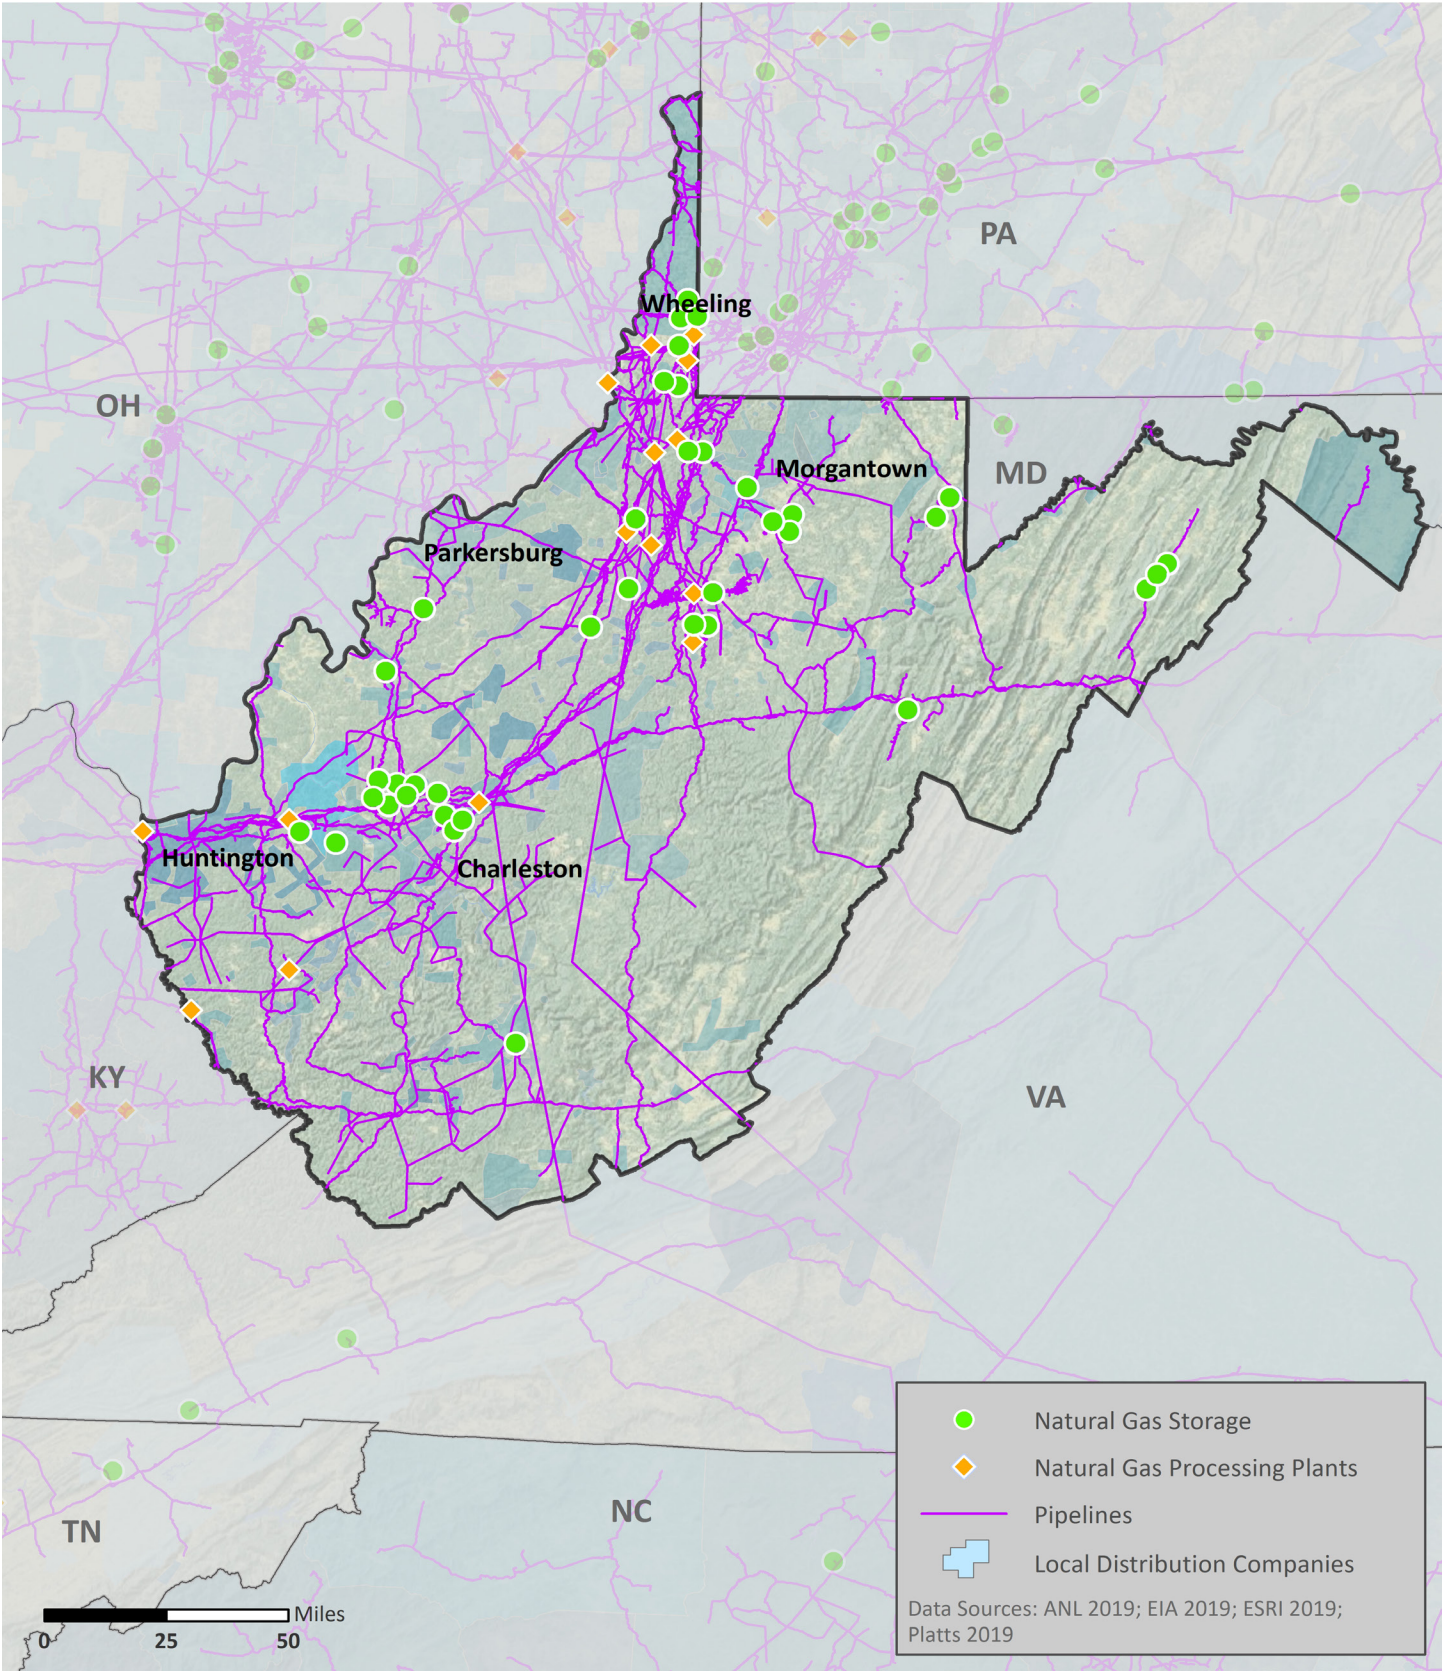 Wheeling
PA
OH
Morgantown
MD
Parkersburg
Huntington
Charleston
KY
VA
Natural Gas Storage
Natural Gas Processing Plants
Pipelines
Local Distribution Companies
Data Sources: ANL 2019; EIA 2019; ESRI 2019;
Platts 2019
NC
TN
Miles
0 25 50